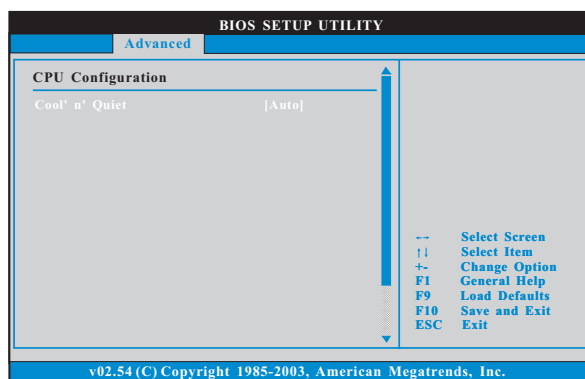 BIOS SETUP UTILITY
Advanced
CPU Configuration
Cool' n' Quiet [Auto]
←→ Select Screen
↑↓ Select Item
+- Change Option
F1 General Help
F9 Load Defaults
F10 Save and Exit
ESC Exit
v02.54 (C) Copyright 1985-2003, American Megatrends, Inc.